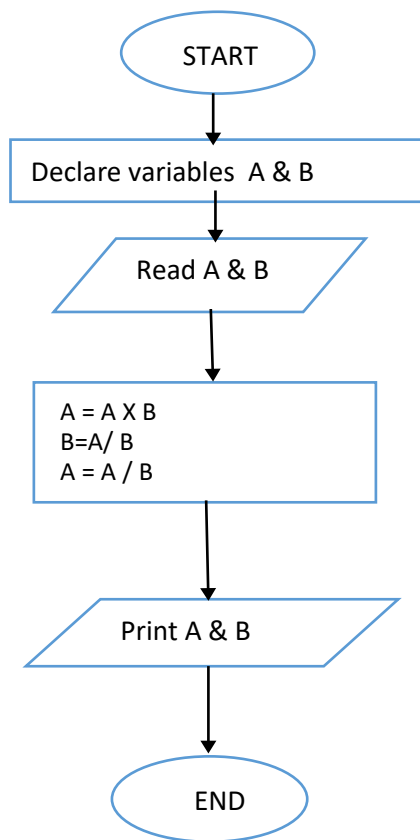 START
Declare variables  A & B
Read A & B
A = A X B
B=A/ B
A = A / B
Print A & B
END